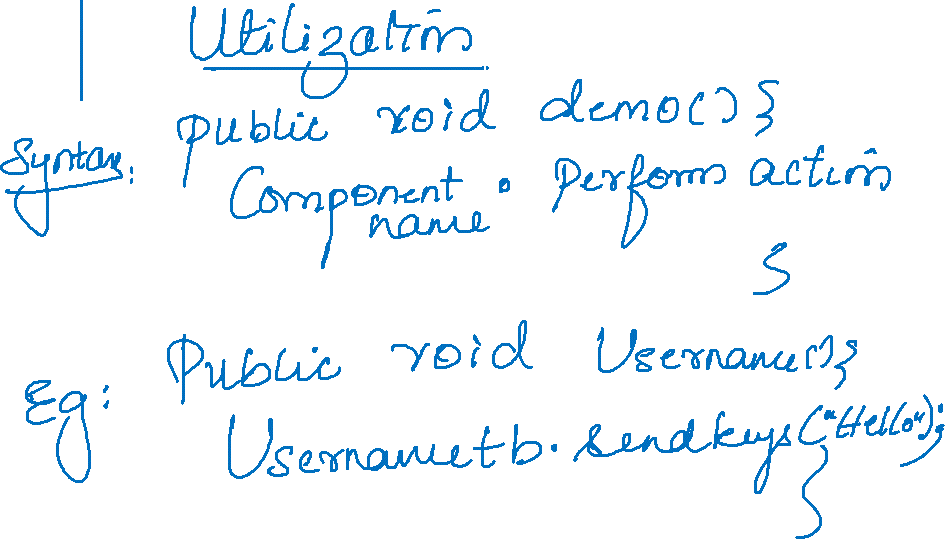 Utilization
Syntax: public void demo() {
Component name . Perform action
}
Eg: Public void Username() {
Usernametb.sendkeys("Hello");
}